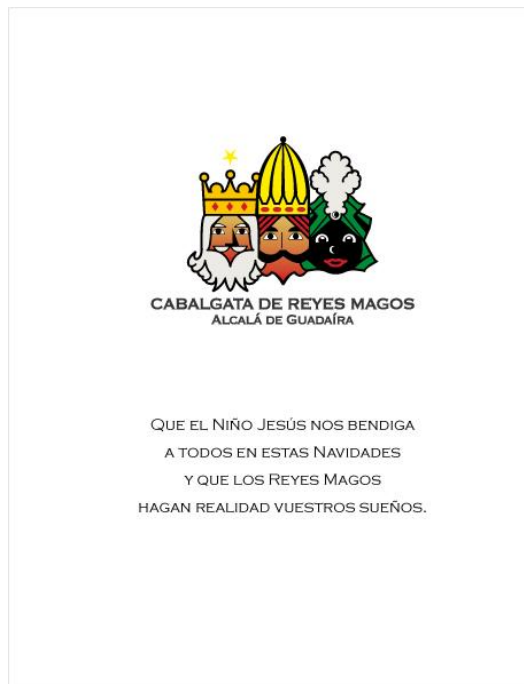 CABALGATA DE REYES MAGOS
ALCALÁ DE GUADAÍRA
QUE EL NIÑO JESÚS NOS BENDIGA
A TODOS EN ESTAS NAVIDADES
Y QUE LOS REYES MAGOS
HAGAN REALIDAD VUESTROS SUEÑOS.